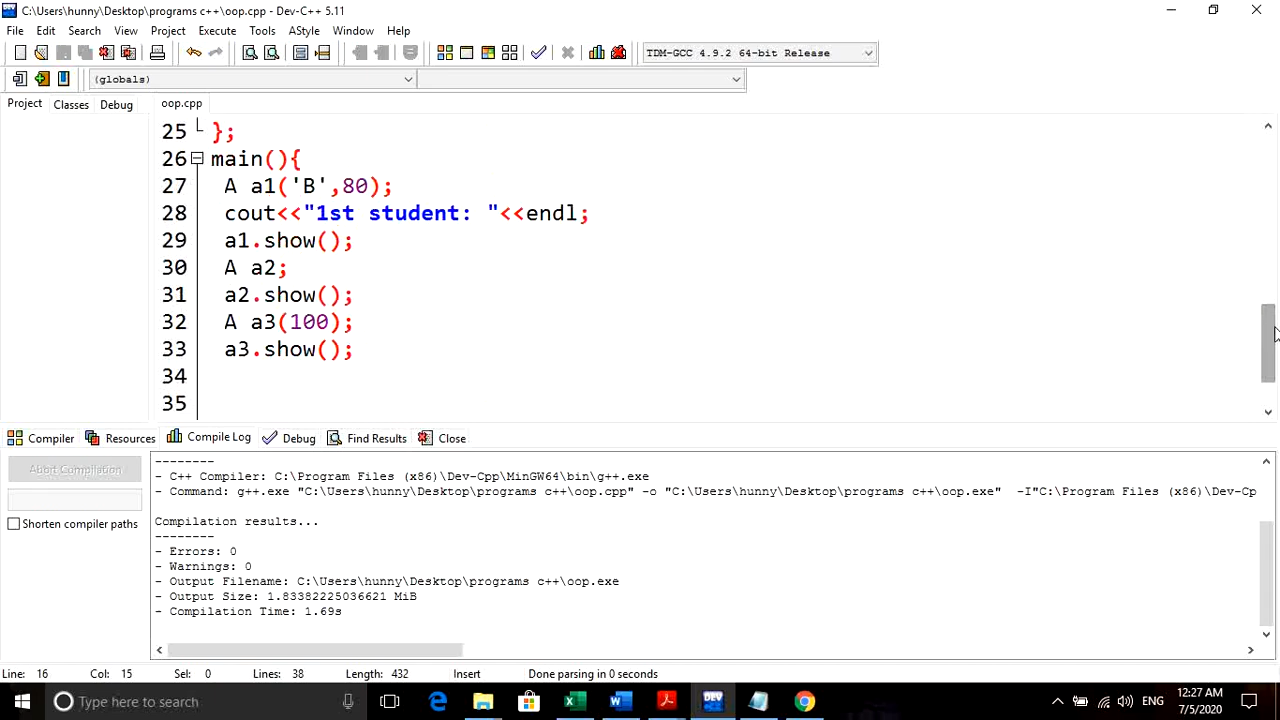 C:\Users\hunny\Desktop\programs c++\oop.cpp - Dev-C++ 5.11
File Edit Search View Project Execute Tools AStyle Window Help
TDM-GCC 4.9.2 64-bit Release
(globals)
Project Classes Debug oop.cpp
25 };
26 main(){
27 A a1('B',80);
28 cout<<"1st student: "<<endl;
29 a1.show();
30 A a2;
31 a2.show();
32 A a3(100);
33 a3.show();
34
35
Compiler Resources Compile Log Debug Find Results Close
Abort Compilation
Shorten compiler paths
--------
- C++ Compiler: C:\Program Files (x86)\Dev-Cpp\MinGW64\bin\g++.exe
- Command: g++.exe "C:\Users\hunny\Desktop\programs c++\oop.cpp" -o "C:\Users\hunny\Desktop\programs c++\oop.exe" -I"C:\Program Files (x86)\Dev-Cp
Compilation results...
--------
- Errors: 0
- Warnings: 0
- Output Filename: C:\Users\hunny\Desktop\programs c++\oop.exe
- Output Size: 1.83382225036621 MiB
- Compilation Time: 1.69s
Line: 16 Col: 15 Sel: 0 Lines: 38 Length: 432 Insert Done parsing in 0 seconds
Type here to search
DEV
ENG
12:27 AM
7/5/2020